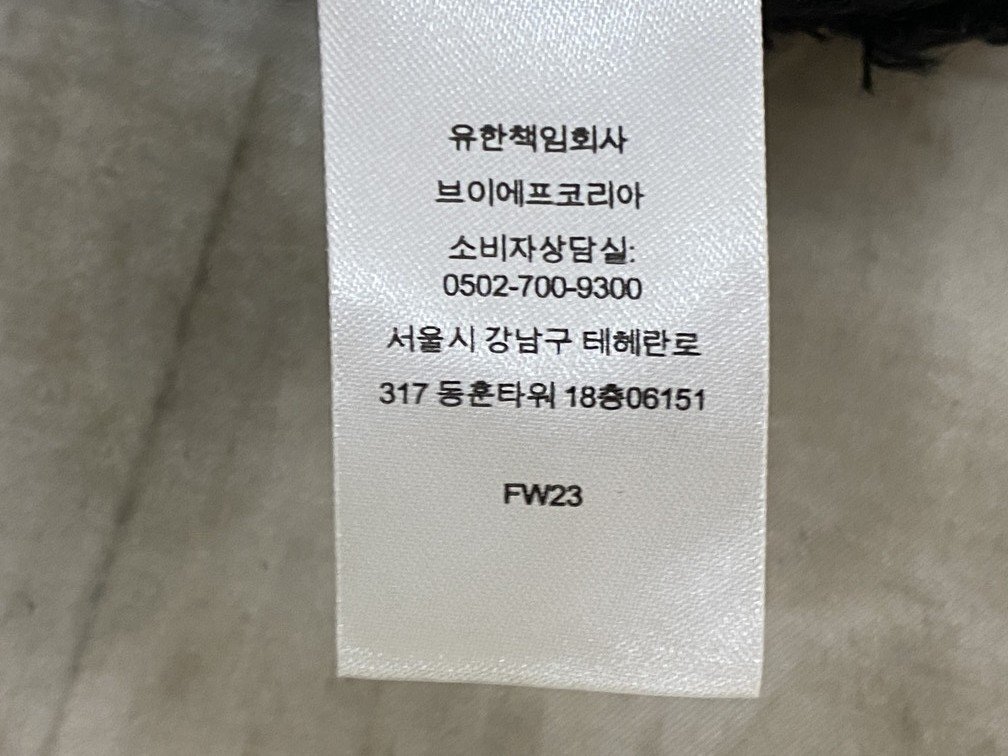 유한책임회사
브이에프코리아
소비자상담실:
0502-700-9300
서울시 강남구 테헤란로
317 동훈타워 18층06151
FW23